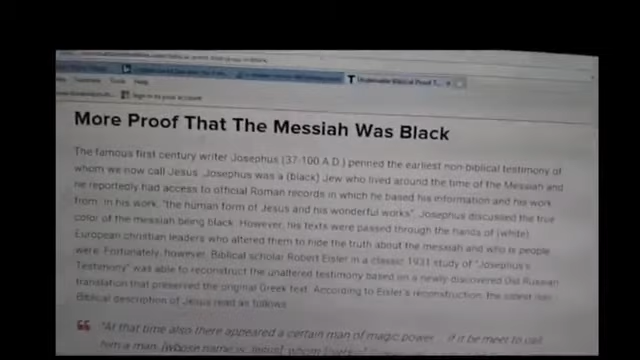 Sign in to your account
More Proof That The Messiah Was Black
The famous first century writer Josephus (37-100 A.D.) penned the earliest non-biblical testimony of
whom we now call Jesus. Josephus was a (black) Jew who lived around the time of the Messiah and
he reportedly had access to official Roman records in which he based his information and his work
from. In his work, "the human form of Jesus and his wonderful works". Josephus discussed the true
color of the messiah being black. However, his texts were passed through the hands of (white)
European christian leaders who altered them to hide the truth about the messiah and who is people
were. Fortunately, however, Biblical scholar Robert Eisler in a classic 1931 study of "Josephus's
Testimony" was able to reconstruct the unaltered testimony based on a newly discovered Old Russian
translation that preserved the original Greek text. According to Eisler's reconstruction, the oldest non-
Biblical description of Jesus read as follows:
"At that time also there appeared a certain man of magic power if it be meet to call
him a man, [whose name is Jesus], whom